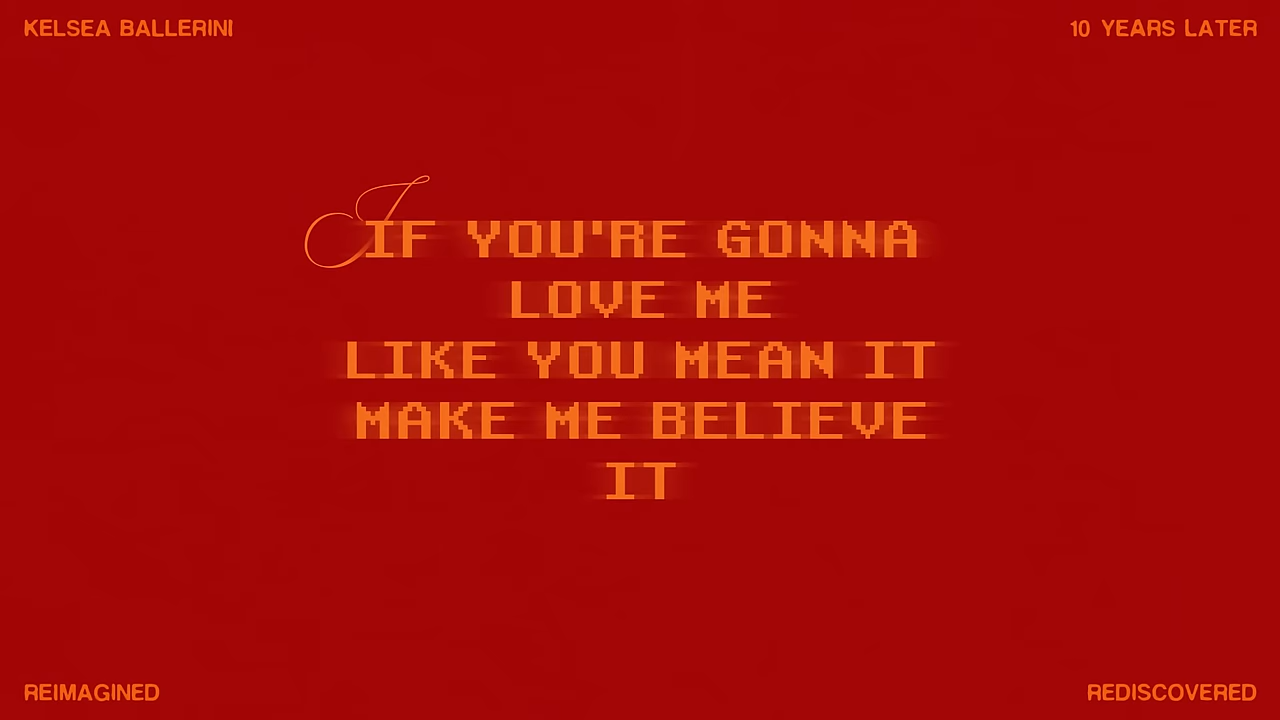 KELSEA BALLERINI
10 YEARS LATER
IF YOU'RE GONNA
LOVE ME
LIKE YOU MEAN IT
MAKE ME BELIEVE
IT
REIMAGINED
REDISCOVERED